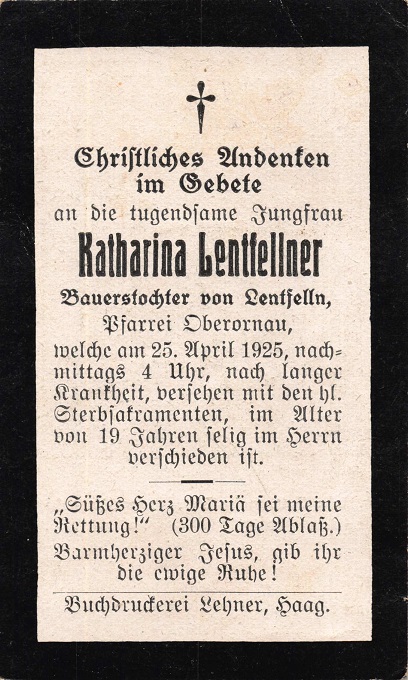 Christliches Andenken
im Gebete
an die tugendsame Jungfrau
Katharina Lentfellner
Bauerstochter von Lentfelln,
Pfarrei Oberornau,
welche am 25. April 1925, nach-
mittags 4 Uhr, nach langer
Krankheit, versehen mit den hl.
Sterbsakramenten, im Alter
von 19 Jahren selig im Herrn
verschieden ist.
„Süßes Herz Mariä sei meine
Rettung!“ (300 Tage Ablaß.)
Barmherziger Jesus, gib ihr
die ewige Ruhe!
Buchdruckerei Lehner, Haag.